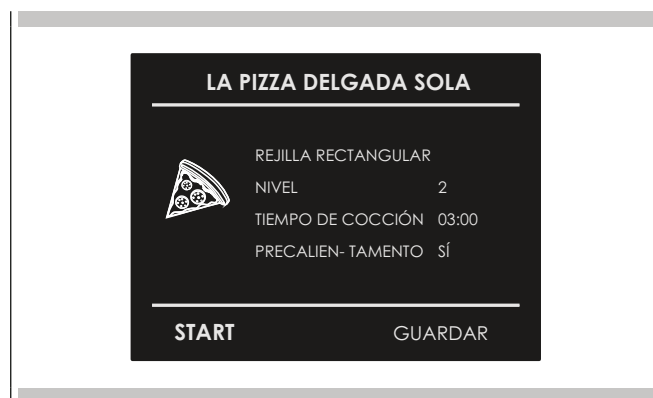 LA PIZZA DELGADA SOLA
REJILLA RECTANGULAR
NIVEL 2
TIEMPO DE COCCIÓN 03:00
PRECALIEN- TAMENTO SÍ
START GUARDAR